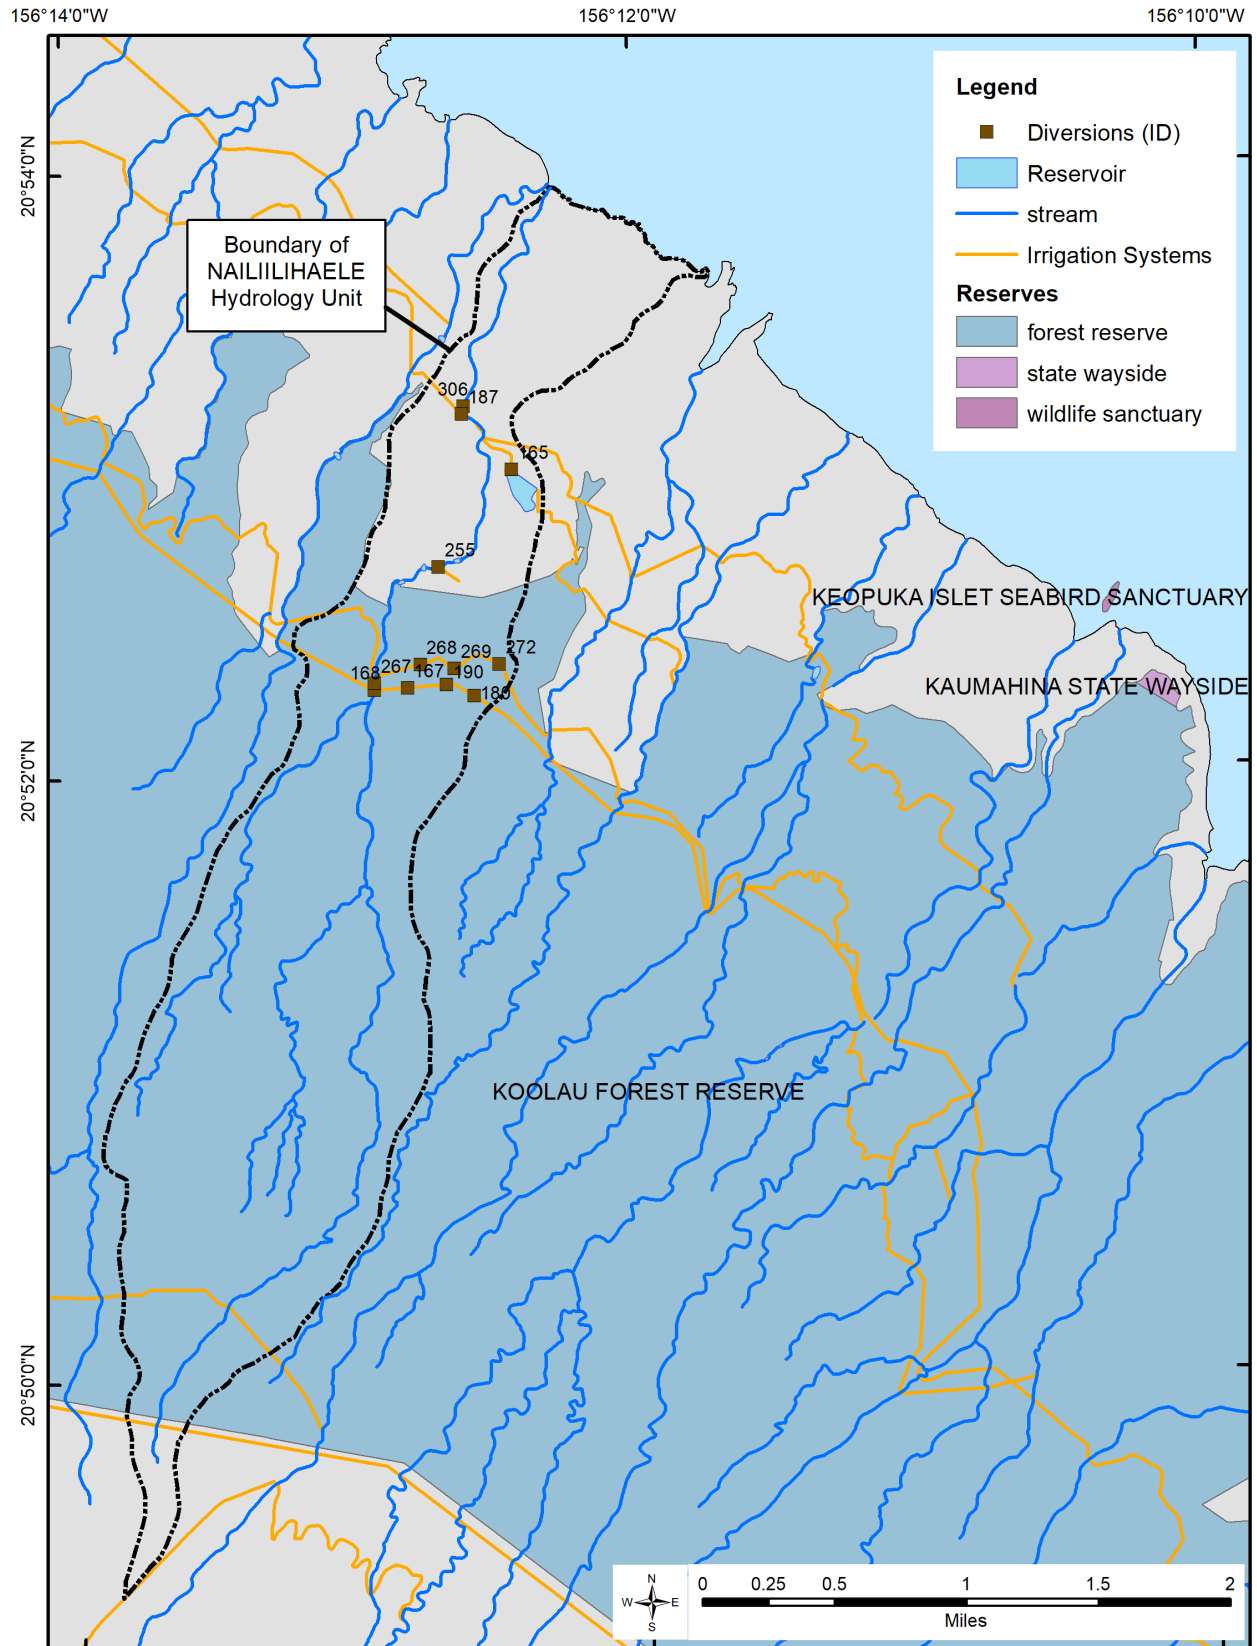 156°14'0"W
156°12'0"W
156°10'0"W
20°54'0"N
20°52'0"N
20°50'0"N
Legend
Diversions (ID)
Reservoir
stream
Irrigation Systems
Reserves
forest reserve
state wayside
wildlife sanctuary
Boundary of
NAILIILIHAELE
Hydrology Unit
306
187
165
255
268
269
272
267
168
167
190
189
KEOPUKA ISLET SEABIRD SANCTUARY
KAUMAHINA STATE WAYSIDE
KOOLAU FOREST RESERVE
N
W
E
S
0
0.25
0.5
1
1.5
2
Miles